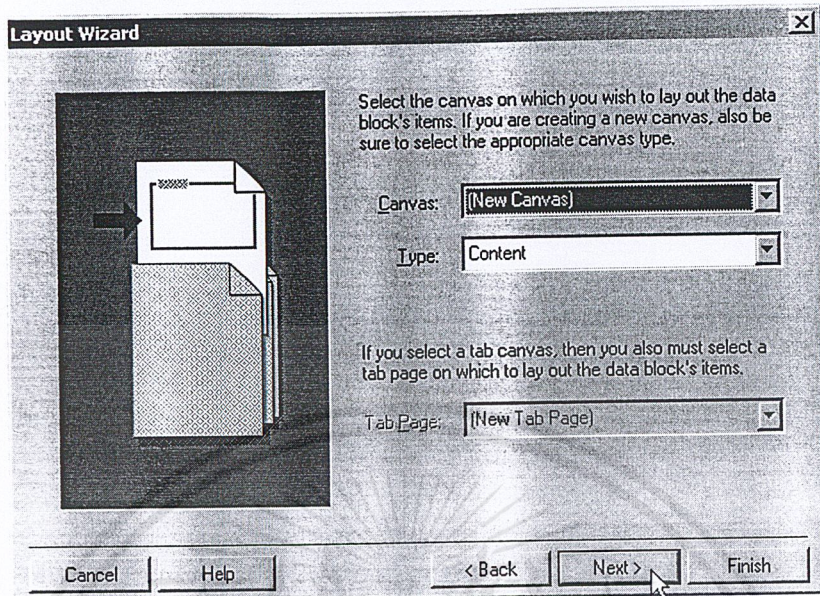 Layout Wizard
Select the canvas on which you wish to lay out the data
block's items. If you are creating a new canvas, also be
sure to select the appropriate canvas type.
Canvas: (New Canvas)
Type: Content
If you select a tab canvas, then you also must select a
tab page on which to lay out the data block's items.
Tab Page: (New Tab Page)
Cancel Help < Back Next > Finish